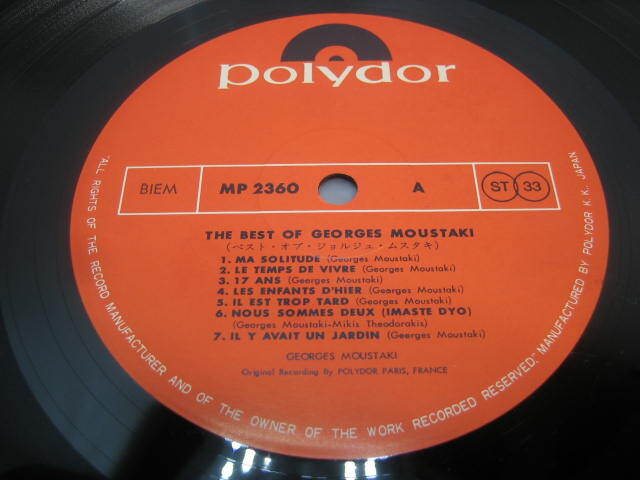 polydor
BIEM MP 2360 A ST 33
THE BEST OF GEORGES MOUSTAKI
(ベスト・オブ・ジョルジュ・ムスタキ)
1. MA SOLITUDE (Georges Moustaki)
2. LE TEMPS DE VIVRE (Georges Moustaki)
3. 17 ANS (Georges Moustaki)
4. LES ENFANTS D'HIER (Georges Moustaki)
5. IL EST TROP TARD (Georges Moustaki)
6. NOUS SOMMES DEUX (IMASTE DYO)
(Georges Moustaki-Mikis Theodorakis)
7. IL Y AVAIT UN JARDIN (Georges Moustaki)
GEORGES MOUSTAKI
Original Recording By POLYDOR PARIS, FRANCE
"ALL RIGHTS OF THE RECORD MANUFACTURER AND OF THE OWNER OF THE WORK RECORDED RESERVED" MANUFACTURED BY POLYDOR K.K. JAPAN